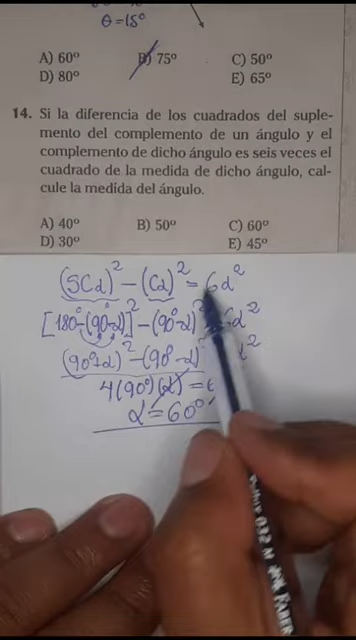 θ=15°
A) 60°
B) 75°
C) 50°
D) 80°
E) 65°
14. Si la diferencia de los cuadrados del suple-
mento del complemento de un ángulo y el
complemento de dicho ángulo es seis veces el
cuadrado de la medida de dicho ángulo, cal-
cule la medida del ángulo.
A) 40°
B) 50°
C) 60°
D) 30°
E) 45°
(SCα)² - (Cα)² = 6α²
[180°-(90°-α)]² - (90°-α)² 6α²
(90°+α)² - (90°-α)² α²
4(90°)(α) = 6
α = 60°